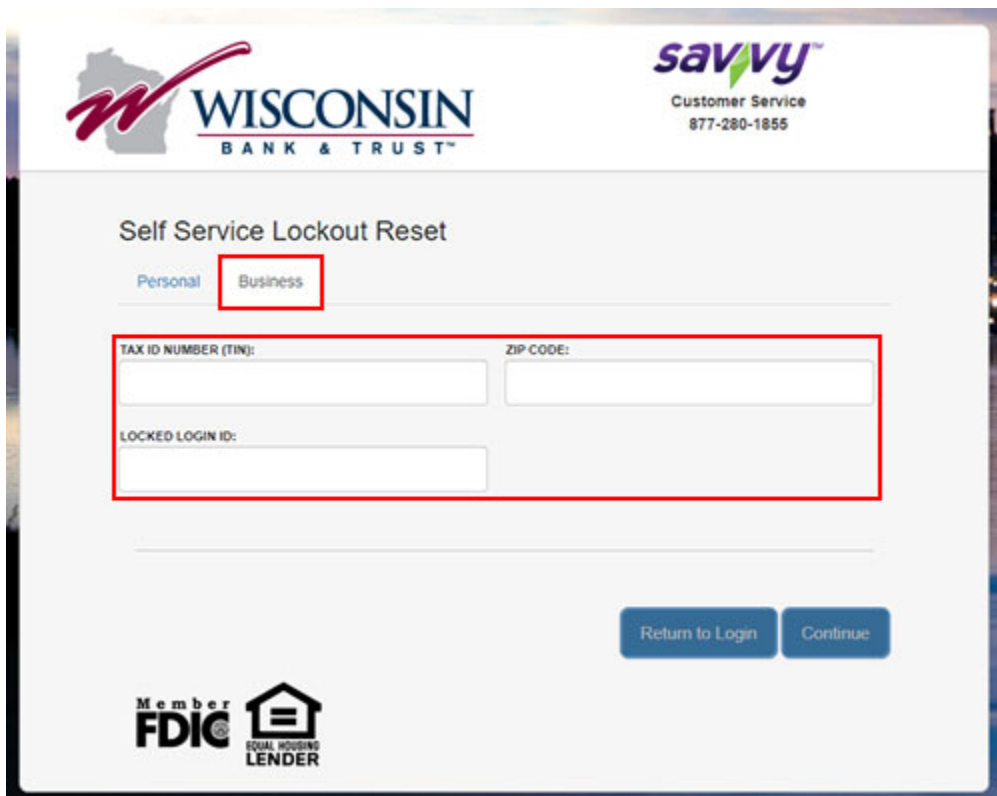 WISCONSIN
BANK & TRUST™
savvy™
Customer Service
877-280-1855
Self Service Lockout Reset
Personal Business
TAX ID NUMBER (TIN): ZIP CODE:
LOCKED LOGIN ID:
Return to Login Continue
Member
FDIC
EQUAL HOUSING
LENDER